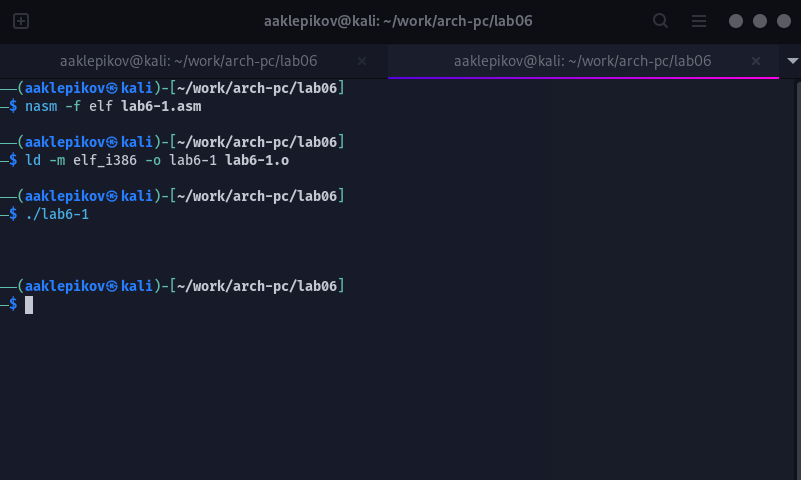 aaklepikov@kali: ~/work/arch-pc/lab06
aaklepikov@kali: ~/work/arch-pc/lab06 × aaklepikov@kali: ~/work/arch-pc/lab06 ×
──(aaklepikov㉿kali)-[~/work/arch-pc/lab06]
─$ nasm -f elf lab6-1.asm
──(aaklepikov㉿kali)-[~/work/arch-pc/lab06]
─$ ld -m elf_i386 -o lab6-1 lab6-1.o
──(aaklepikov㉿kali)-[~/work/arch-pc/lab06]
─$ ./lab6-1
──(aaklepikov㉿kali)-[~/work/arch-pc/lab06]
─$